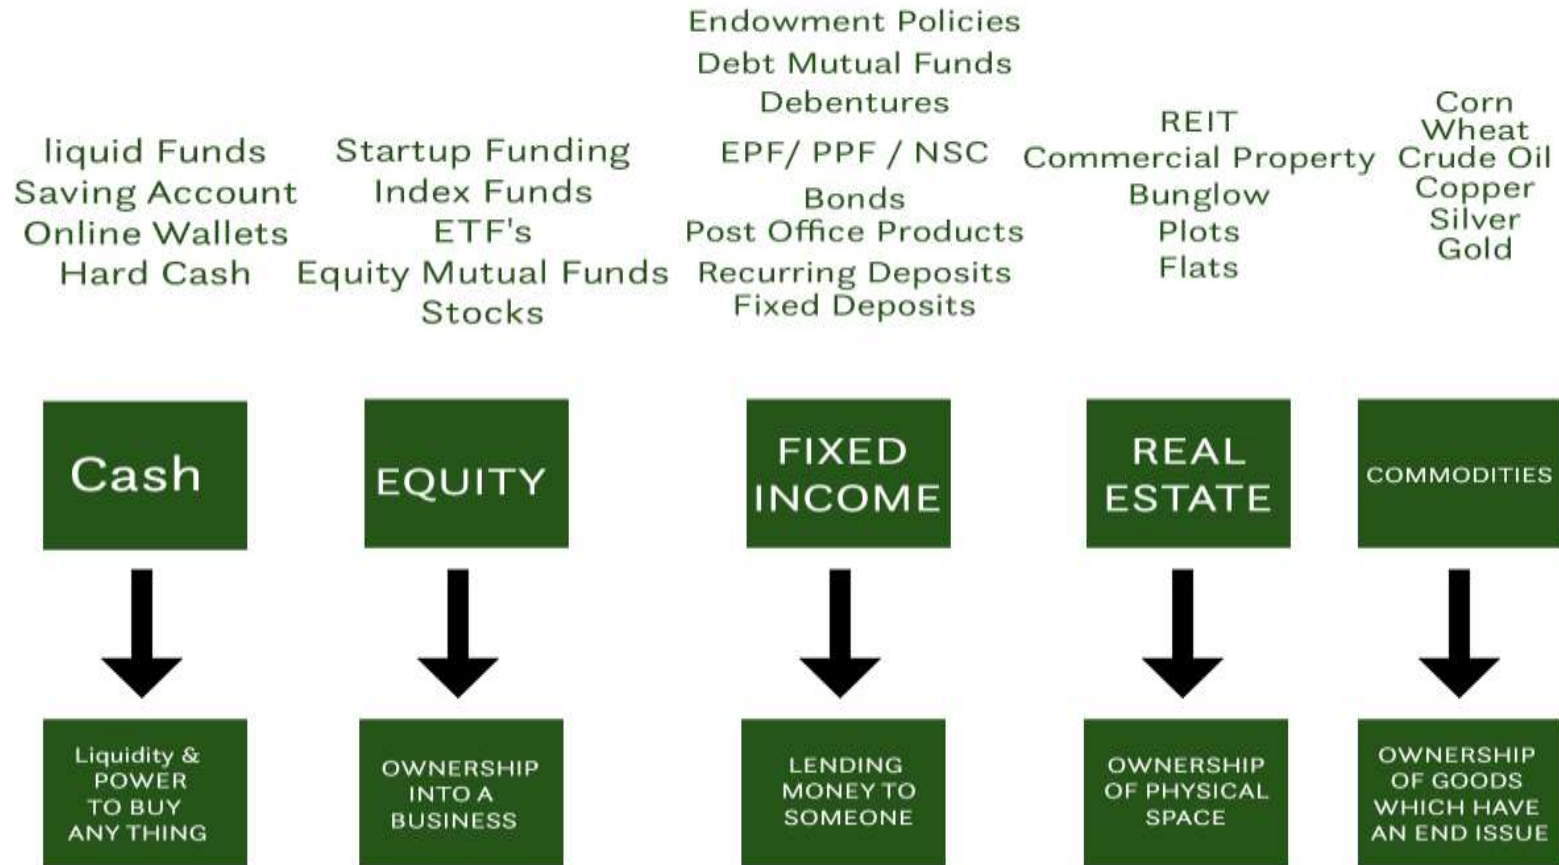 liquid Funds
Saving Account
Online Wallets
Hard Cash
Startup Funding
Index Funds
ETF's
Equity Mutual Funds
Stocks
Endowment Policies
Debt Mutual Funds
Debentures
EPF/ PPF / NSC
Bonds
Post Office Products
Recurring Deposits
Fixed Deposits
REIT
Commercial Property
Bunglow
Plots
Flats
Corn
Wheat
Crude Oil
Copper
Silver
Gold
Cash
EQUITY
FIXED
INCOME
REAL
ESTATE
COMMODITIES
Liquidity &
POWER
TO BUY
ANY THING
OWNERSHIP
INTO A
BUSINESS
LENDING
MONEY TO
SOMEONE
OWNERSHIP
OF PHYSICAL
SPACE
OWNERSHIP
OF GOODS
WHICH HAVE
AN END ISSUE